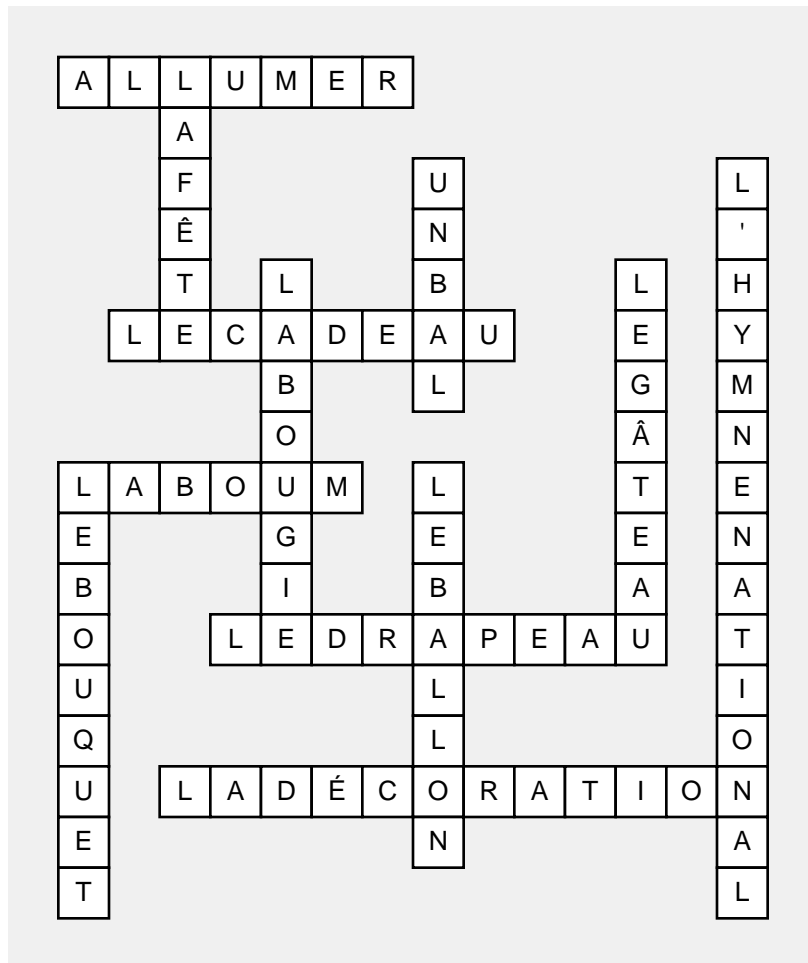 ALLUMER
LAFÊTE
UNBAL
L'HYMNENATIONAL
LABOUGIE
LEGÂTEAU
LECADEAU
LABOUM
LEBOUQUET
LEBALLON
LEDRAPEAU
LADÉCORATION